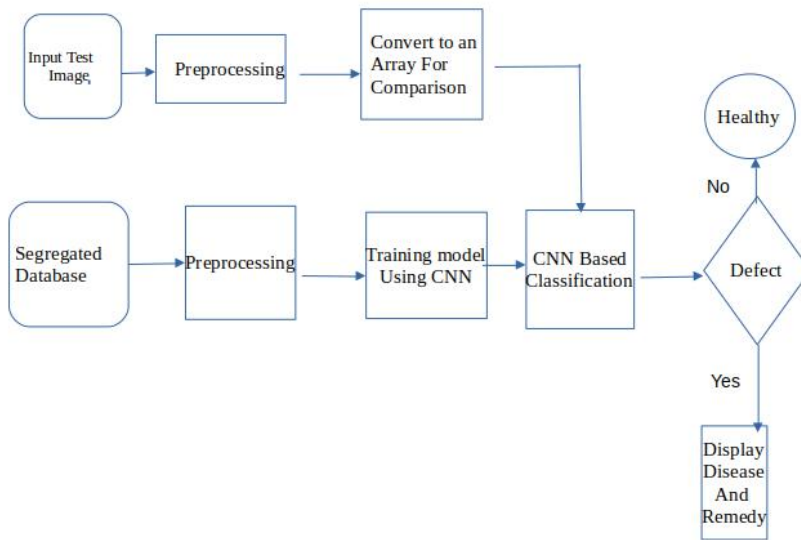 Input Test
Image,
Preprocessing
Convert to an
Array For
Comparison
Healthy
No
Segregated
Database
Preprocessing
Training model
Using CNN
CNN Based
Classification
Defect
Yes
Display
Disease
And
Remedy